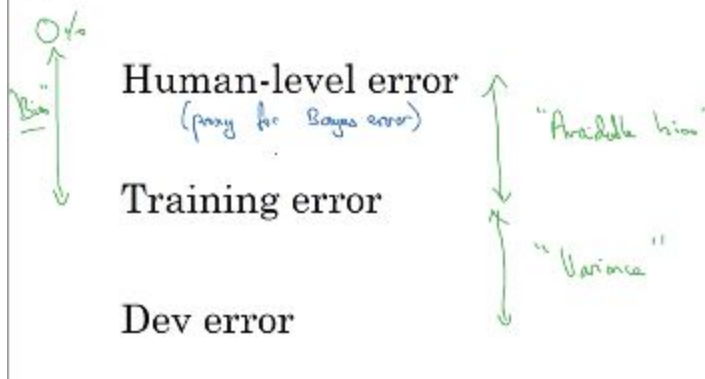 0%
Human-level error
(proxy for Bayes error)
"Bias"
"Avoidable bias"
Training error
"Variance"
Dev error